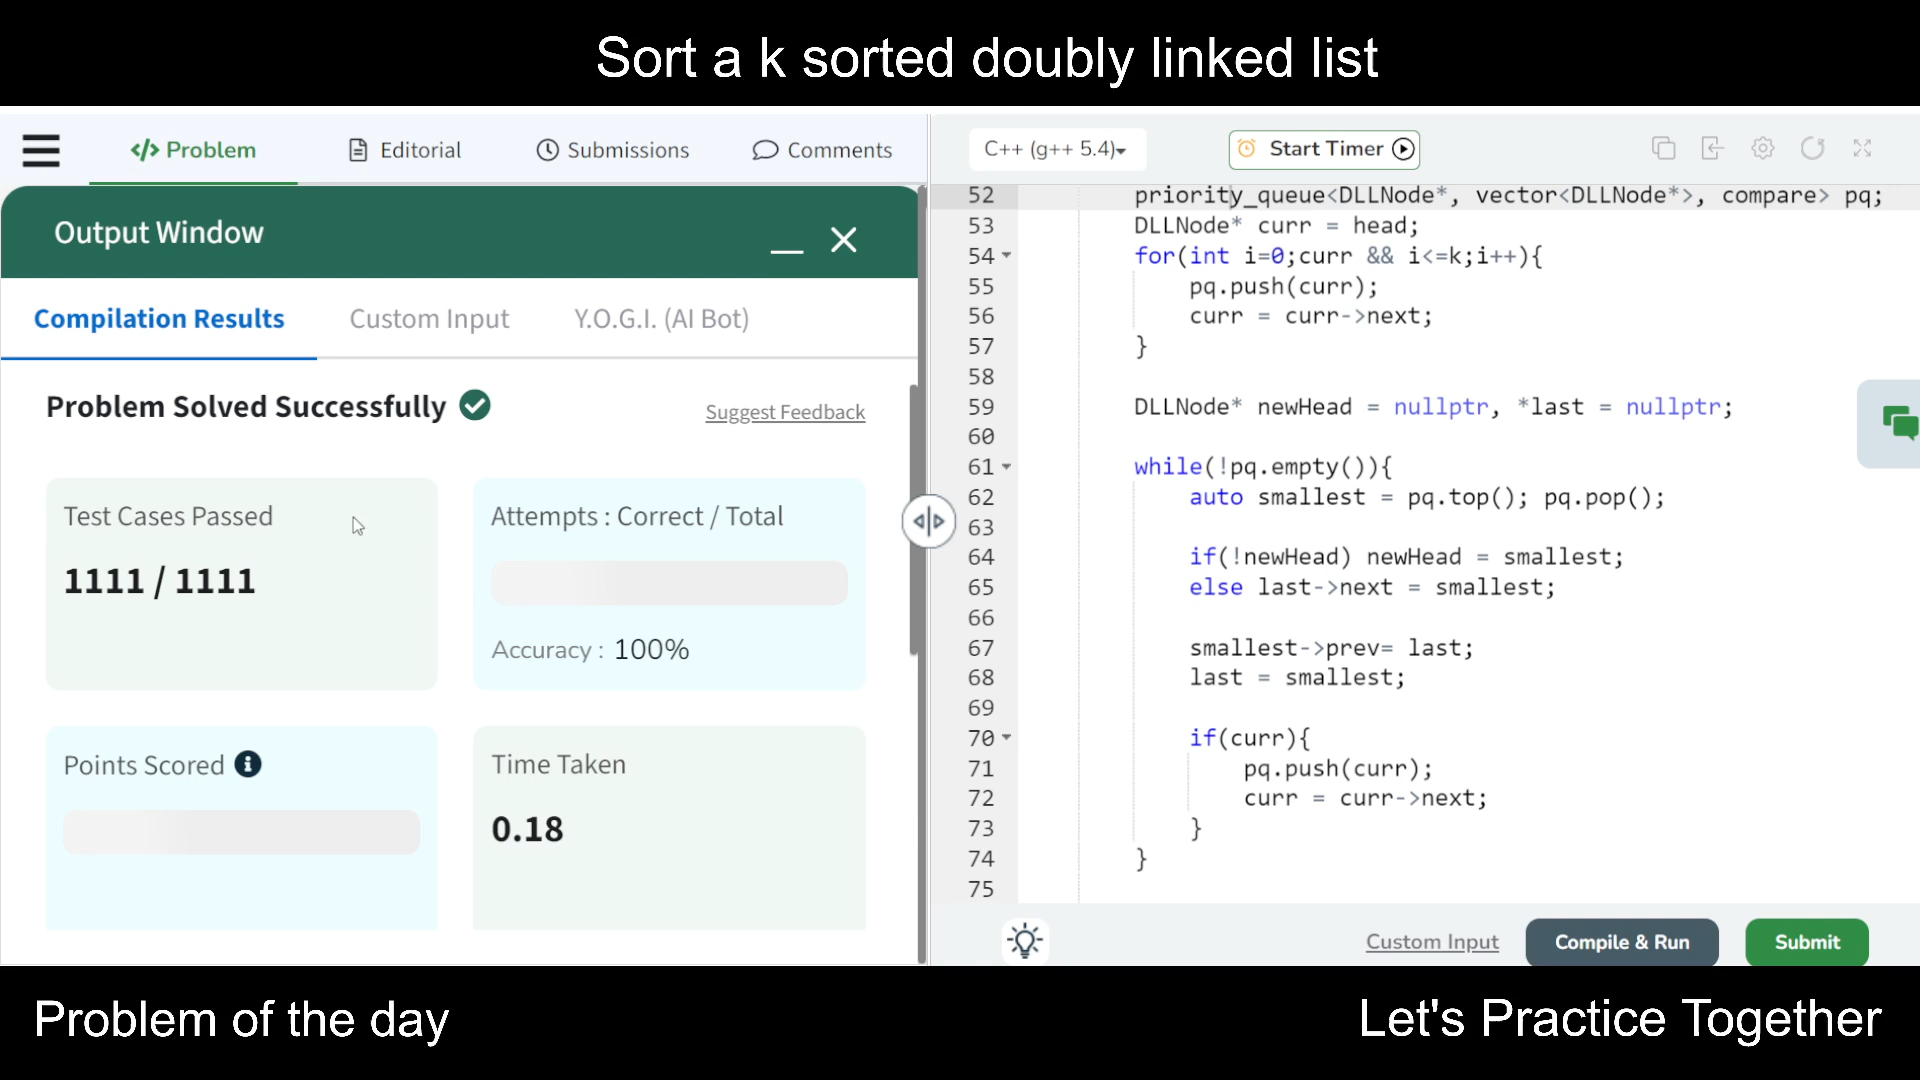 Sort a k sorted doubly linked list
</> Problem
Editorial
Submissions
Comments
Output Window
Compilation Results
Custom Input
Y.O.G.I. (AI Bot)
Problem Solved Successfully
Suggest Feedback
Test Cases Passed
1111 / 1111
Attempts : Correct / Total
Accuracy : 100%
Points Scored
Time Taken
0.18
C++ (g++ 5.4)
Start Timer
52 priority_queue<DLLNode*, vector<DLLNode*>, compare> pq;
53 DLLNode* curr = head;
54 for(int i=0;curr && i<=k;i++){
55 pq.push(curr);
56 curr = curr->next;
57 }
58
59 DLLNode* newHead = nullptr, *last = nullptr;
60
61 while(!pq.empty()){
62 auto smallest = pq.top(); pq.pop();
63
64 if(!newHead) newHead = smallest;
65 else last->next = smallest;
66
67 smallest->prev= last;
68 last = smallest;
69
70 if(curr){
71 pq.push(curr);
72 curr = curr->next;
73 }
74 }
75
Custom Input
Compile & Run
Submit
Problem of the day
Let's Practice Together